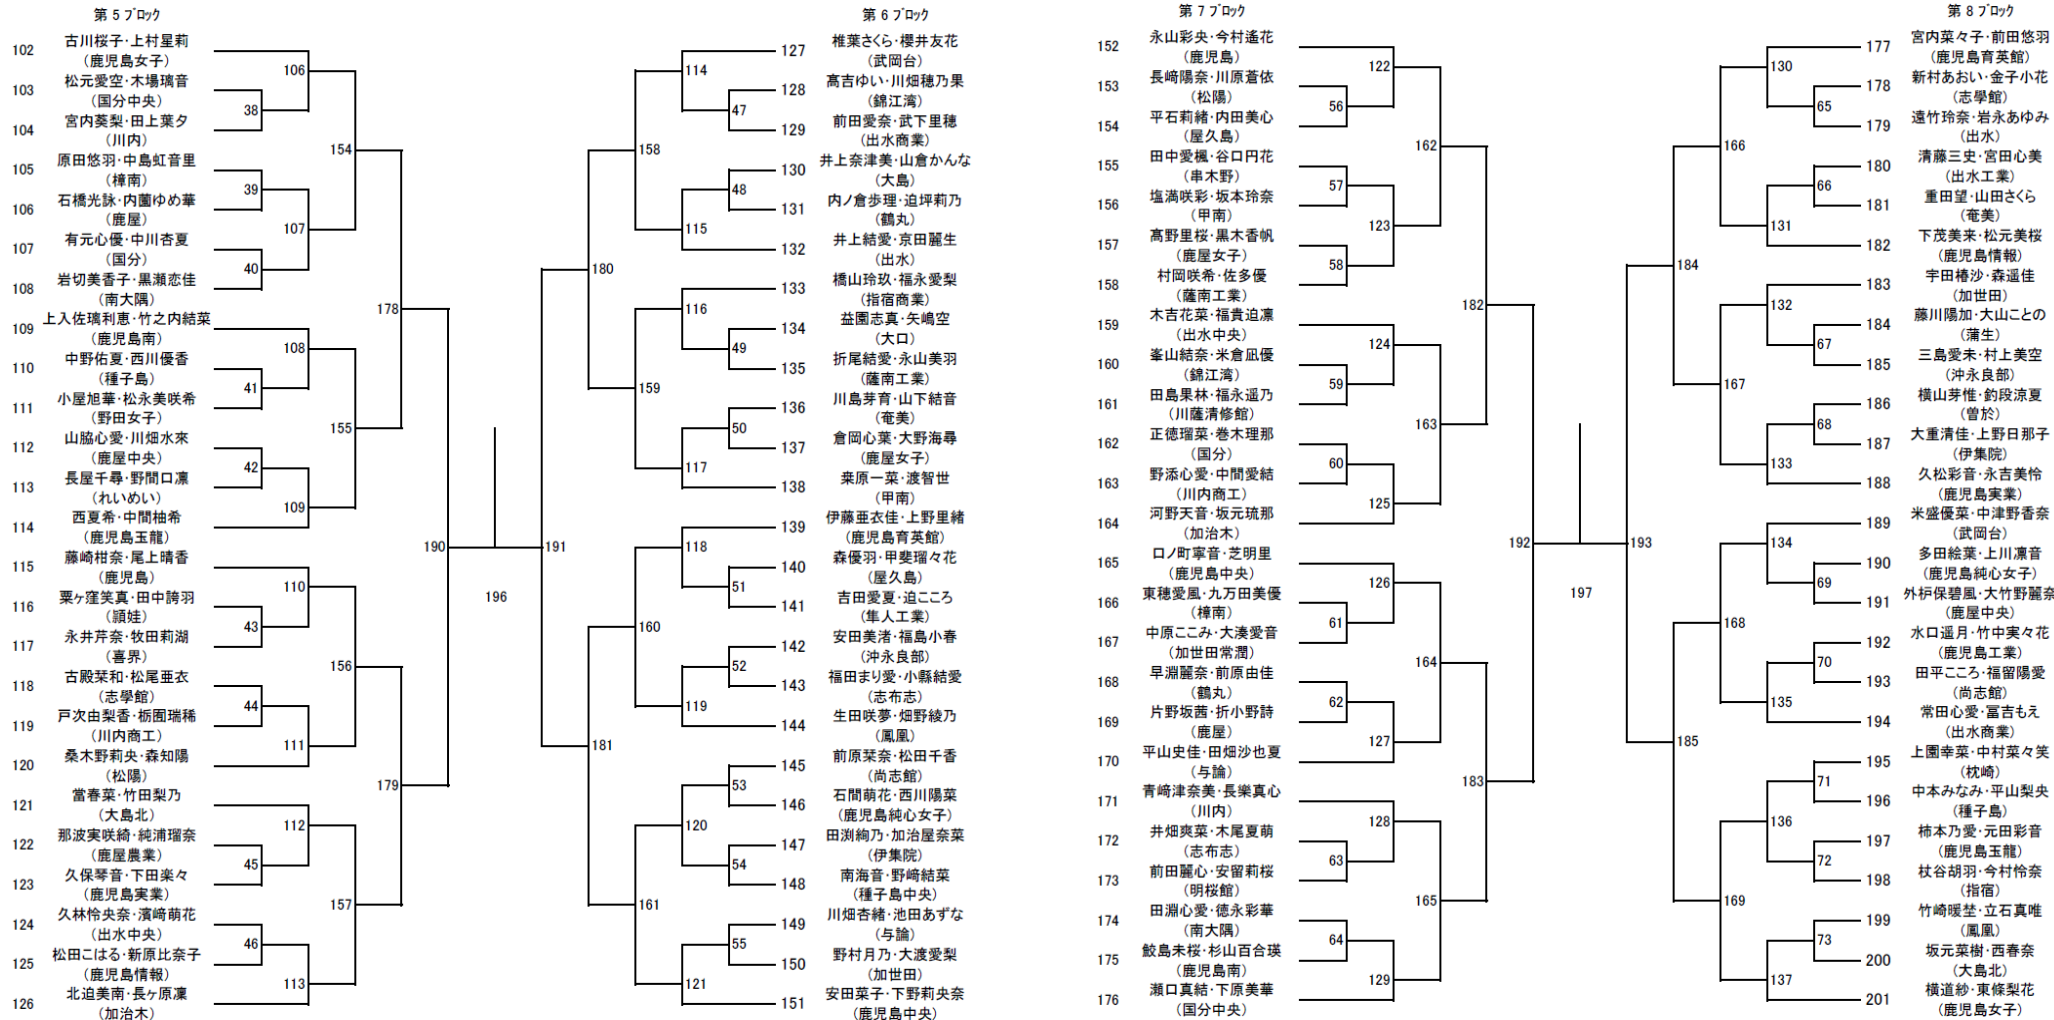 第５ブロック
102 古川桜子・上村星莉
（鹿児島女子）
103 松元愛空・木場璃音
（国分中央）
104 宮内葵梨・田上葉夕
（川内）
105 原田悠羽・中島虹音里
（樟南）
106 石橋光詠・内薗ゆめ華
（鹿屋）
107 有元心優・中川杏夏
（国分）
108 岩切美香子・黒瀬恋佳
（南大隅）
109 上入佐璃利恵・竹之内結菜
（鹿児島南）
110 中野佑夏・西川優香
（種子島）
111 小屋旭華・松永美咲希
（野田女子）
112 山脇心愛・川畑水來
（鹿屋中央）
113 長屋千尋・野間口凛
（れいめい）
114 西夏希・中間柚希
（鹿児島玉龍）
115 藤崎柑奈・尾上晴香
（鹿児島）
116 粟ヶ窪笑真・田中誇羽
（頴娃）
117 永井芹奈・牧田莉湖
（喜界）
118 古殿栞和・松尾亜衣
（志學館）
119 戸次由梨香・栃囿瑞稀
（川内商工）
120 桑木野莉央・森知陽
（松陽）
121 當春菜・竹田梨乃
（大島北）
122 那波実咲綺・純浦瑠奈
（鹿屋農業）
123 久保琴音・下田楽々
（鹿児島実業）
124 久林怜央奈・濱﨑萌花
（出水中央）
125 松田こはる・新原比奈子
（鹿児島情報）
126 北迫美南・長ヶ原凜
（加治木）
106
38
154
39
107
40
178
108
41
155
42
109
190
110
43
156
44
111
179
112
45
157
46
113
196
第６ブロック
127 椎葉さくら・櫻井友花
（武岡台）
128 髙吉ゆい・川畑穂乃果
（錦江湾）
129 前田愛奈・武下里穂
（出水商業）
130 井上奈津美・山倉かんな
（大島）
131 内ノ倉歩理・迫坪莉乃
（鶴丸）
132 井上結愛・京田麗生
（出水）
133 橋山玲玖・福永愛梨
（指宿商業）
134 益園志真・矢嶋空
（大口）
135 折尾結愛・永山美羽
（薩南工業）
136 川島芽育・山下結音
（奄美）
137 倉岡心葉・大野海尋
（鹿屋女子）
138 桒原一菜・渡智世
（甲南）
139 伊藤亜衣佳・上野里緒
（鹿児島育英館）
140 森優羽・甲斐瑠々花
（屋久島）
141 吉田愛夏・迫こころ
（隼人工業）
142 安田美渚・福島小春
（沖永良部）
143 福田まり愛・小縣結愛
（志布志）
144 生田咲夢・畑野綾乃
（鳳凰）
145 前原栞奈・松田千香
（尚志館）
146 石間萌花・西川陽菜
（鹿児島純心女子）
147 田渕絢乃・加治屋奈菜
（伊集院）
148 南海音・野﨑結菜
（種子島中央）
149 川畑杏緒・池田あずな
（与論）
150 野村月乃・大渡愛梨
（加世田）
151 安田菜子・下野莉央奈
（鹿児島中央）
114
47
158
48
115
180
116
49
159
50
117
191
118
51
160
52
119
181
53
120
54
161
55
121
第７ブロック
152 永山彩央・今村遙花
（鹿児島）
153 長﨑陽奈・川原蒼依
（松陽）
154 平石莉緒・内田美心
（屋久島）
155 田中愛楓・谷口円花
（串木野）
156 塩満咲彩・坂本玲奈
（甲南）
157 髙野里桜・黒木香帆
（鹿屋女子）
158 村岡咲希・佐多優
（薩南工業）
159 木吉花菜・福貴迫凛
（出水中央）
160 峯山結奈・米倉凪優
（錦江湾）
161 田島果林・福永遥乃
（川薩清修館）
162 正德瑠菜・巻木理那
（国分）
163 野添心愛・中間愛結
（川内商工）
164 河野天音・坂元琉那
（加治木）
165 口ノ町寧音・芝明里
（鹿児島中央）
166 東穂愛風・九万田美優
（樟南）
167 中原ここみ・大湊愛音
（加世田常潤）
168 早淵麗奈・前原由佳
（鶴丸）
169 片野坂茜・折小野詩
（鹿屋）
170 平山史佳・田畑沙也夏
（与論）
171 青﨑津奈美・長樂真心
（川内）
172 井畑爽菜・木尾夏萌
（志布志）
173 前田麗心・安留莉桜
（明桜館）
174 田淵心愛・德永彩華
（南大隅）
175 鮫島未桜・杉山百合瑛
（鹿児島南）
176 瀬口真結・下原美華
（国分中央）
122
56
162
57
123
58
182
124
59
163
60
125
192
126
61
164
62
127
183
128
63
165
64
129
197
第８ブロック
177 宮内菜々子・前田悠羽
（鹿児島育英館）
178 新村あおい・金子小花
（志學館）
179 遠竹玲奈・岩永あゆみ
（出水）
180 清藤三史・宮田心美
（出水工業）
181 重田望・山田さくら
（奄美）
182 下茂美来・松元美桜
（鹿児島情報）
183 宇田椿沙・森遥佳
（加世田）
184 藤川陽加・大山ことの
（蒲生）
185 三島愛未・村上美空
（沖永良部）
186 横山芽惟・釣段涼夏
（曽於）
187 大重清佳・上野日那子
（伊集院）
188 久松彩音・永吉美怜
（鹿児島実業）
189 米盛優菜・中津野香奈
（武岡台）
190 多田絵葉・上川凛音
（鹿児島純心女子）
191 外枦保碧風・大竹野麗奈
（鹿屋中央）
192 水口遥月・竹中実々花
（鹿児島工業）
193 田平こころ・福留陽愛
（尚志館）
194 常田心愛・冨吉もえ
（出水商業）
195 上園幸菜・中村菜々笑
（枕崎）
196 中本みなみ・平山梨央
（種子島）
197 柿本乃愛・元田彩音
（鹿児島玉龍）
198 杖谷胡羽・今村怜奈
（指宿）
199 竹崎暖埜・立石真唯
（鳳凰）
200 坂元菜樹・西春奈
（大島北）
201 横道紗・東條梨花
（鹿児島女子）
130
65
166
66
131
184
132
67
167
68
133
193
134
69
168
70
135
185
71
136
72
169
73
137